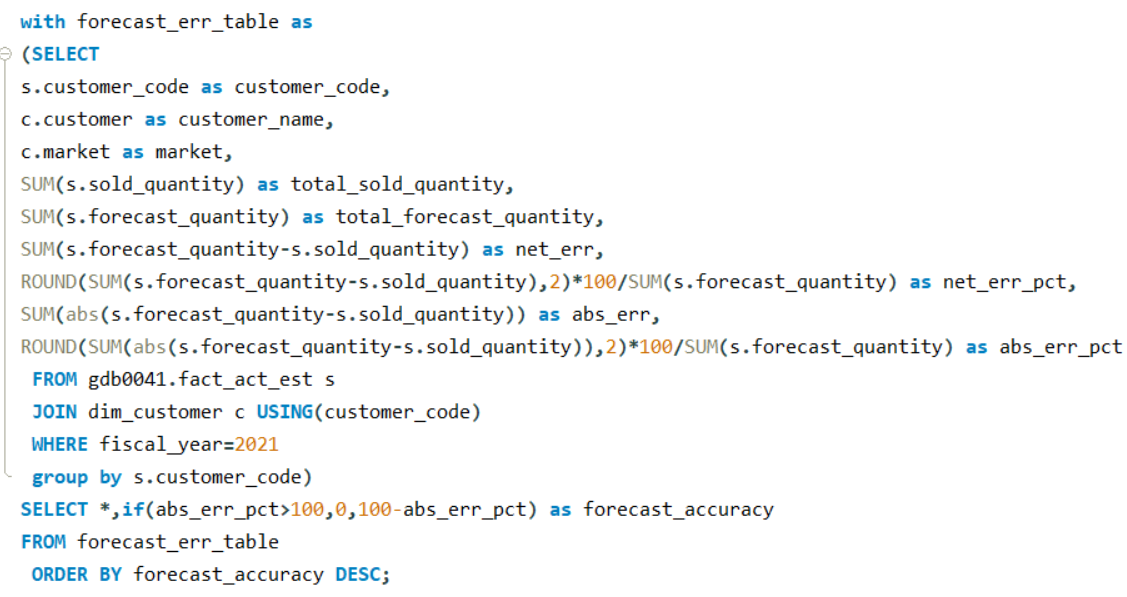 with forecast_err_table as
(SELECT
s.customer_code as customer_code,
c.customer as customer_name,
c.market as market,
SUM(s.sold_quantity) as total_sold_quantity,
SUM(s.forecast_quantity) as total_forecast_quantity,
SUM(s.forecast_quantity-s.sold_quantity) as net_err,
ROUND(SUM(s.forecast_quantity-s.sold_quantity),2)*100/SUM(s.forecast_quantity) as net_err_pct,
SUM(abs(s.forecast_quantity-s.sold_quantity)) as abs_err,
ROUND(SUM(abs(s.forecast_quantity-s.sold_quantity)),2)*100/SUM(s.forecast_quantity) as abs_err_pct
FROM gdb0041.fact_act_est s
JOIN dim_customer c USING(customer_code)
WHERE fiscal_year=2021
group by s.customer_code)
SELECT *,if(abs_err_pct>100,0,100-abs_err_pct) as forecast_accuracy
FROM forecast_err_table
ORDER BY forecast_accuracy DESC;